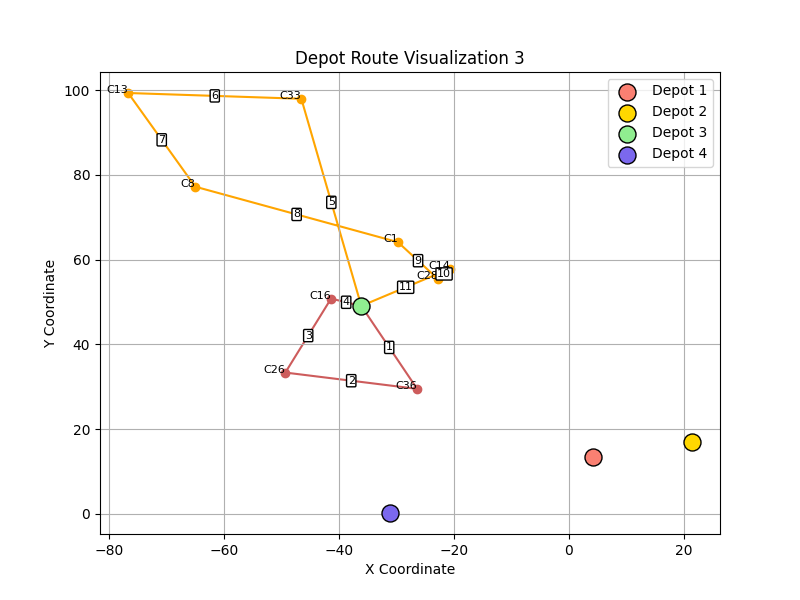 Depot Route Visualization 3
Depot 1
Depot 2
Depot 3
Depot 4
Y Coordinate
100
80
60
40
20
0
−80
−60
−40
−20
0
20
X Coordinate
C13
6
C33
7
C8
5
8
C1
9
C14
C28
10
11
C16
4
3
1
C26
2
C36